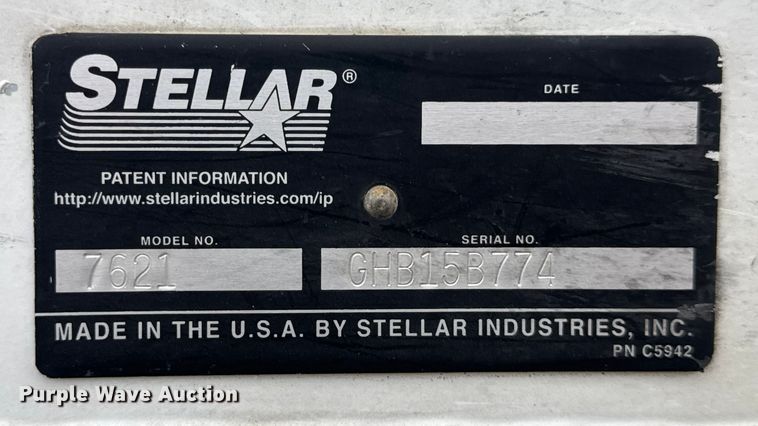 STELLAR®
DATE
PATENT INFORMATION
http://www.stellarindustries.com/ip
MODEL NO.
SERIAL NO.
7621
GHB15B774
MADE IN THE U.S.A. BY STELLAR INDUSTRIES, INC.
PN C5942
Purple Wave Auction